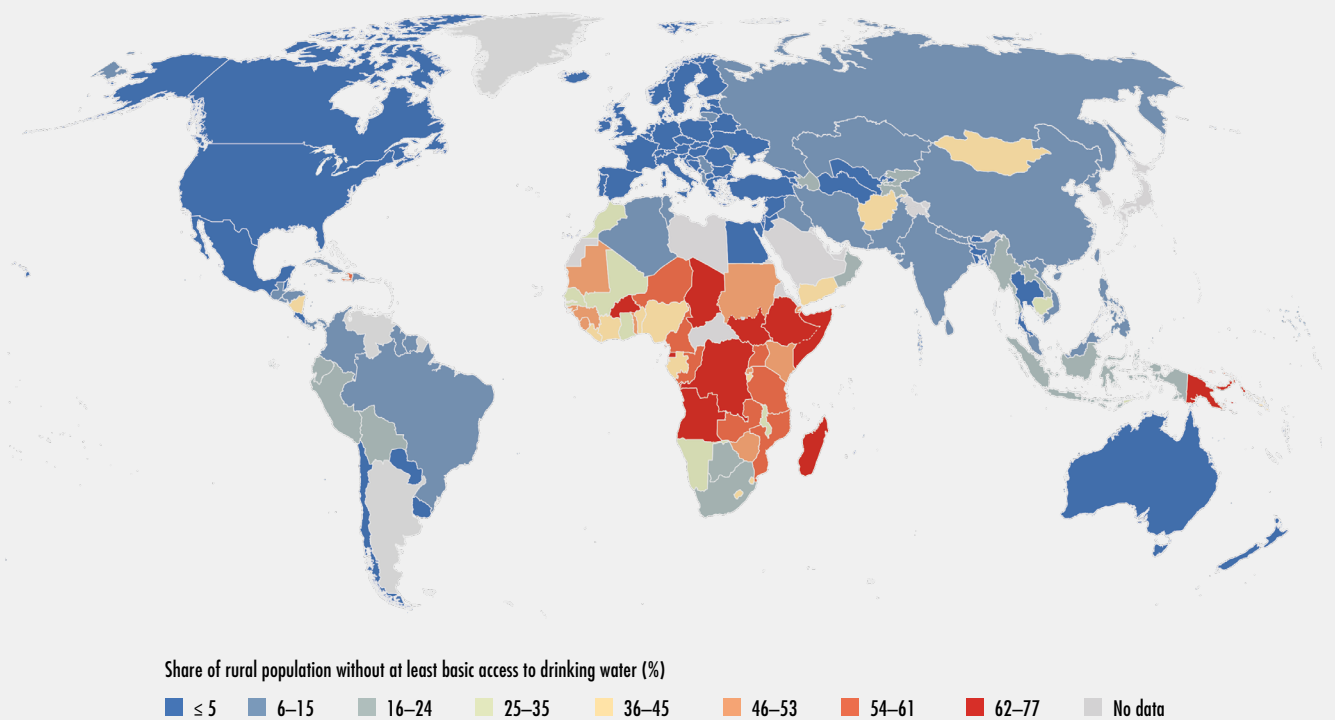 Share of rural population without at least basic access to drinking water (%)
≤ 5 6–15 16–24 25–35 36–45 46–53 54–61 62–77 No data